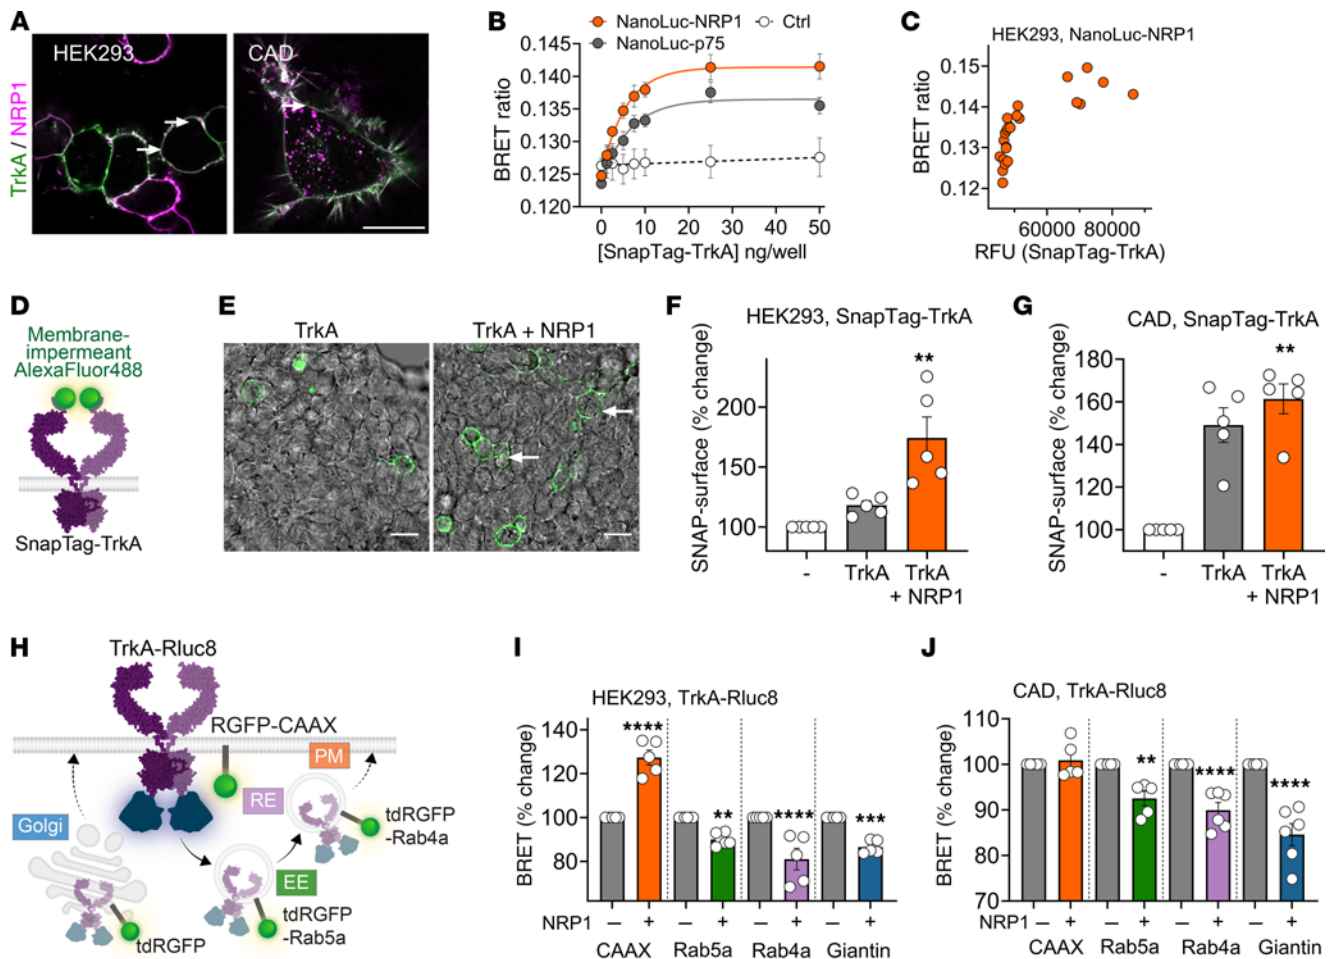 A
HEK293
CAD
TrkA / NRP1
B
NanoLuc-NRP1
Ctrl
NanoLuc-p75
BRET ratio
0.145
0.140
0.135
0.130
0.125
0.120
0 10 20 30 40 50
[SnapTag-TrkA] ng/well
C
HEK293, NanoLuc-NRP1
BRET ratio
0.15
0.14
0.13
0.12
60000 80000
RFU (SnapTag-TrkA)
D
Membrane-
impermeant
AlexaFluor488
SnapTag-TrkA
E
TrkA
TrkA + NRP1
F
HEK293, SnapTag-TrkA
SNAP-surface (% change)
200
150
100
**
- TrkA TrkA
+ NRP1
G
CAD, SnapTag-TrkA
SNAP-surface (% change)
180
160
140
120
100
**
- TrkA TrkA
+ NRP1
H
TrkA-Rluc8
RGFP-CAAX
PM
RE
Golgi
tdRGFP
-Rab4a
EE
tdRGFP
-Rab5a
tdRGFP
I
HEK293, TrkA-Rluc8
BRET (% change)
140
120
100
80
**** ** **** ***
NRP1 – + – + – + – +
CAAX Rab5a Rab4a Giantin
J
CAD, TrkA-Rluc8
BRET (% change)
110
100
90
80
70
** **** ****
NRP1 – + – + – + – +
CAAX Rab5a Rab4a Giantin